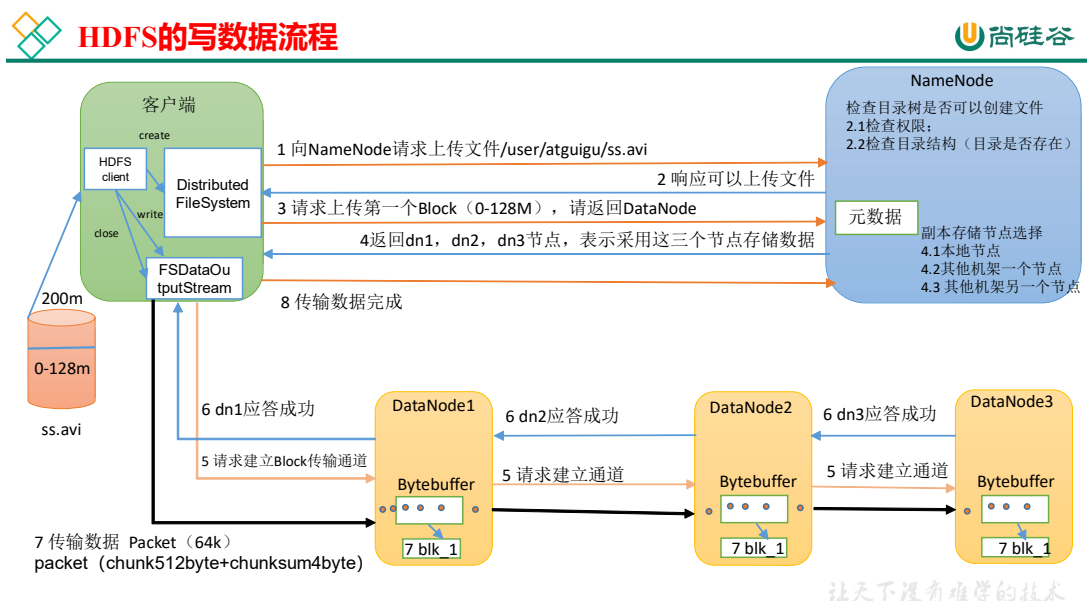 HDFS的写数据流程
尚硅谷
NameNode
客户端
检查目录树是否可以创建文件
2.1检查权限；
2.2检查目录结构（目录是否存在）
create
1 向NameNode请求上传文件/user/atguigu/ss.avi
HDFS
client
2 响应可以上传文件
Distributed
FileSystem
3 请求上传第一个Block（0-128M），请返回DataNode
write
元数据
close
4返回dn1，dn2，dn3节点，表示采用这三个节点存储数据
副本存储节点选择
4.1本地节点
4.2其他机架一个节点
4.3 其他机架另一个节点
FSDataOu
tputStream
8 传输数据完成
200m
0-128m
ss.avi
DataNode1
DataNode2
DataNode3
6 dn1应答成功
6 dn2应答成功
6 dn3应答成功
5 请求建立Block传输通道
5 请求建立通道
5 请求建立通道
Bytebuffer
Bytebuffer
Bytebuffer
7 blk_1
7 blk_1
7 blk_1
7 传输数据 Packet（64k）
packet（chunk512byte+chunksum4byte）
让天下没有难学的技术